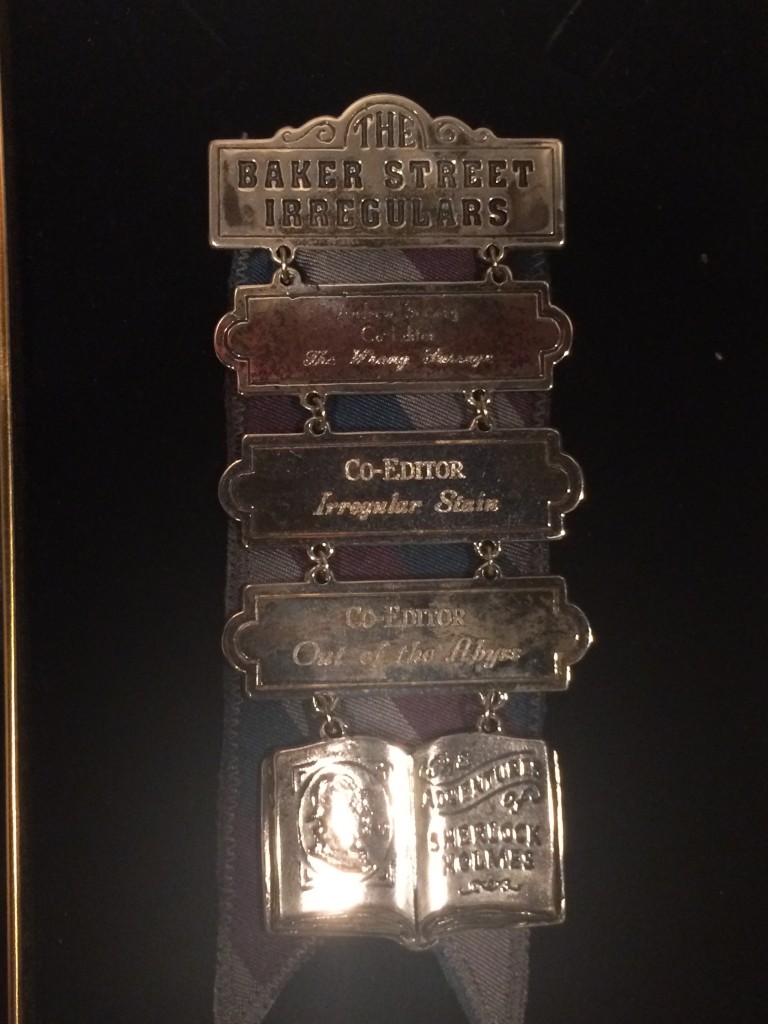 THE
BAKER STREET
IRREGULARS
Co-Editor
The Wrong Passage
CO-EDITOR
Irregular Stain
CO-EDITOR
Out of the Abyss
THE
ADVENTURES
of
SHERLOCK
HOLMES